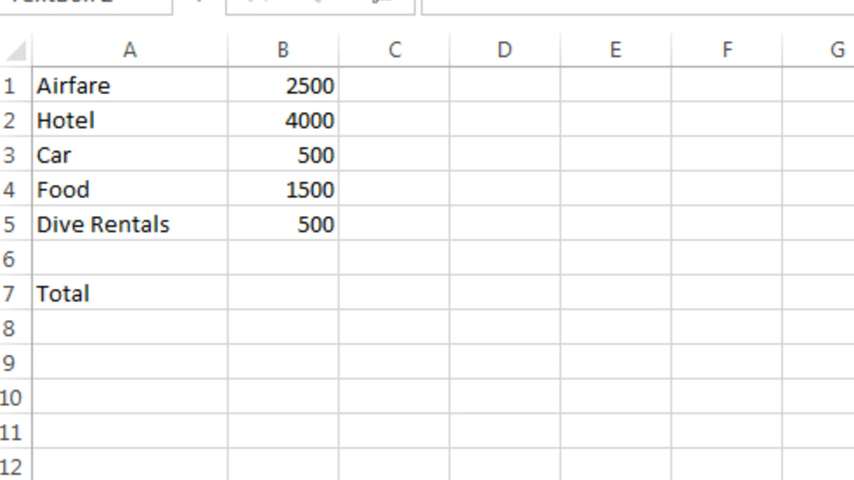 A B C D E F G
1 Airfare 2500
2 Hotel 4000
3 Car 500
4 Food 1500
5 Dive Rentals 500
6
7 Total
8
9
10
11
12